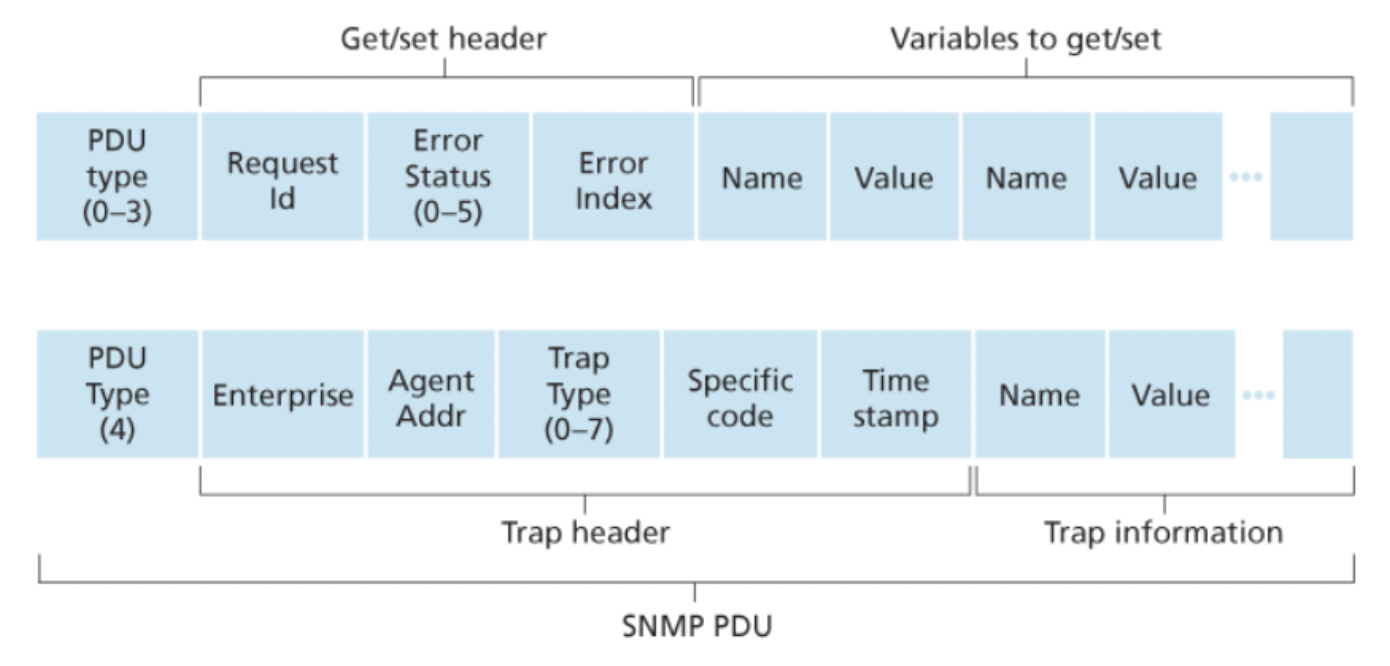 Get/set header
Variables to get/set
PDU
type
(0–3)
Request
Id
Error
Status
(0–5)
Error
Index
Name
Value
Name
Value
PDU
Type
(4)
Enterprise
Agent
Addr
Trap
Type
(0–7)
Specific
code
Time
stamp
Name
Value
Trap header
Trap information
SNMP PDU